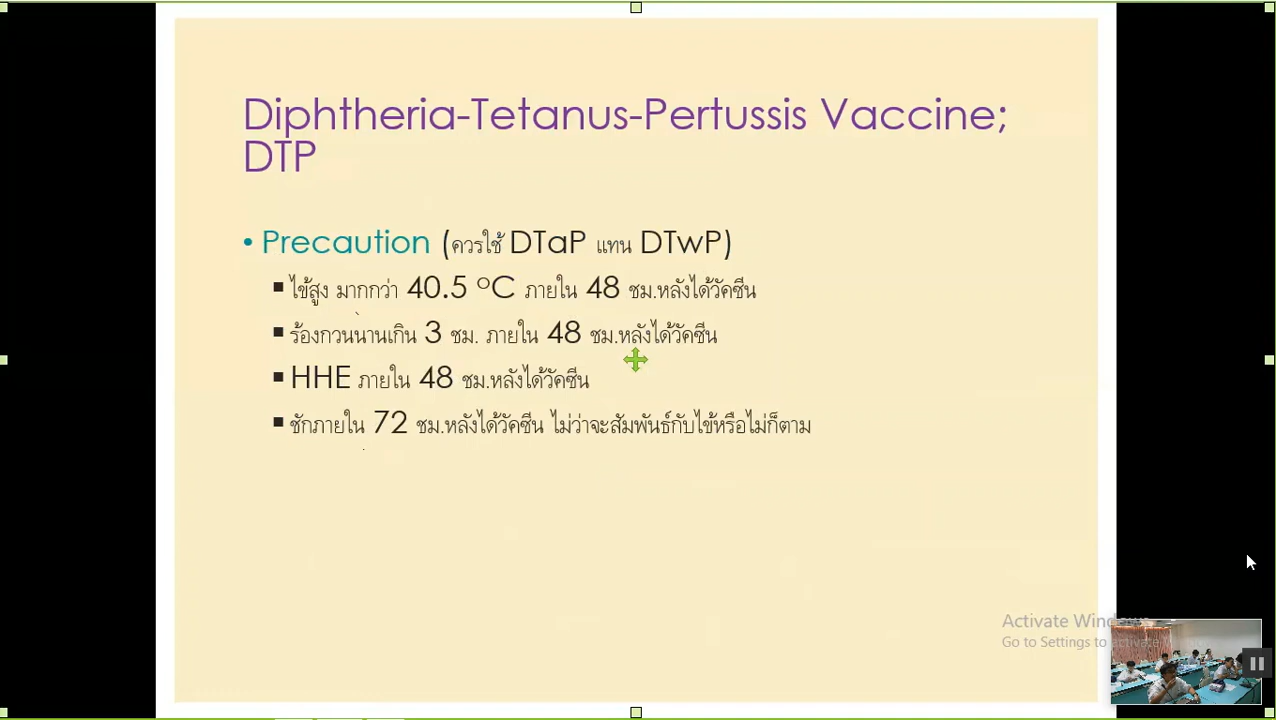 Diphtheria-Tetanus-Pertussis Vaccine;
DTP
• Precaution (ควรใช้ DTaP แทน DTwP)
▪ ไข้สูง มากกว่า 40.5 °C ภายใน 48 ชม.หลังได้วัคซีน
▪ ร้องกวนนานเกิน 3 ชม. ภายใน 48 ชม.หลังได้วัคซีน
▪ HHE ภายใน 48 ชม.หลังได้วัคซีน
▪ ชักภายใน 72 ชม.หลังได้วัคซีน ไม่ว่าจะสัมพันธ์กับไข้หรือไม่ก็ตาม
Activate Windows
Go to Settings to activate